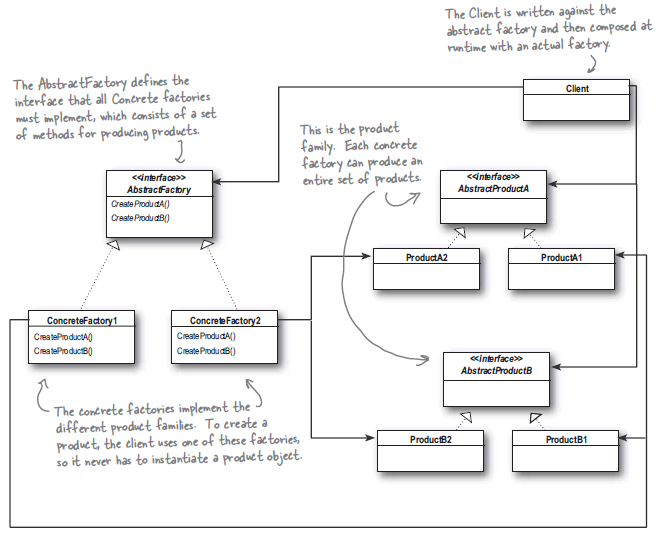 The Client is written against the
abstract factory and then composed at
runtime with an actual factory.
The AbstractFactory defines the
interface that all Concrete factories
must implement, which consists of a set
of methods for producing products.
Client
This is the product
family. Each concrete
factory can produce an
entire set of products.
<<interface>>
AbstractFactory
CreateProductA()
CreateProductB()
<<interface>>
AbstractProductA
ProductA2
ProductA1
ConcreteFactory1
CreateProductA()
CreateProductB()
ConcreteFactory2
CreateProductA()
CreateProductB()
<<interface>>
AbstractProductB
The concrete factories implement the
different product families. To create a
product, the client uses one of these factories,
so it never has to instantiate a product object.
ProductB2
ProductB1